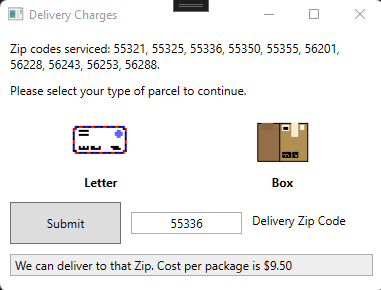 Delivery Charges
Zip codes serviced: 55321, 55325, 55336, 55350, 55355, 56201,
56228, 56243, 56253, 56288.
Please select your type of parcel to continue.
Letter
Box
Submit
55336
Delivery Zip Code
We can deliver to that Zip. Cost per package is $9.50